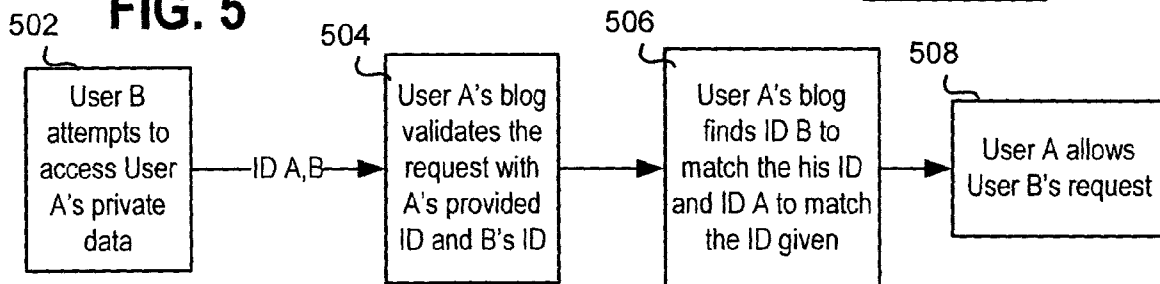 FIG. 5
502
User B
attempts to
access User
A's private
data
ID A,B
504
User A's blog
validates the
request with
A's provided
ID and B's ID
506
User A's blog
finds ID B to
match the his ID
and ID A to match
the ID given
508
User A allows
User B's request